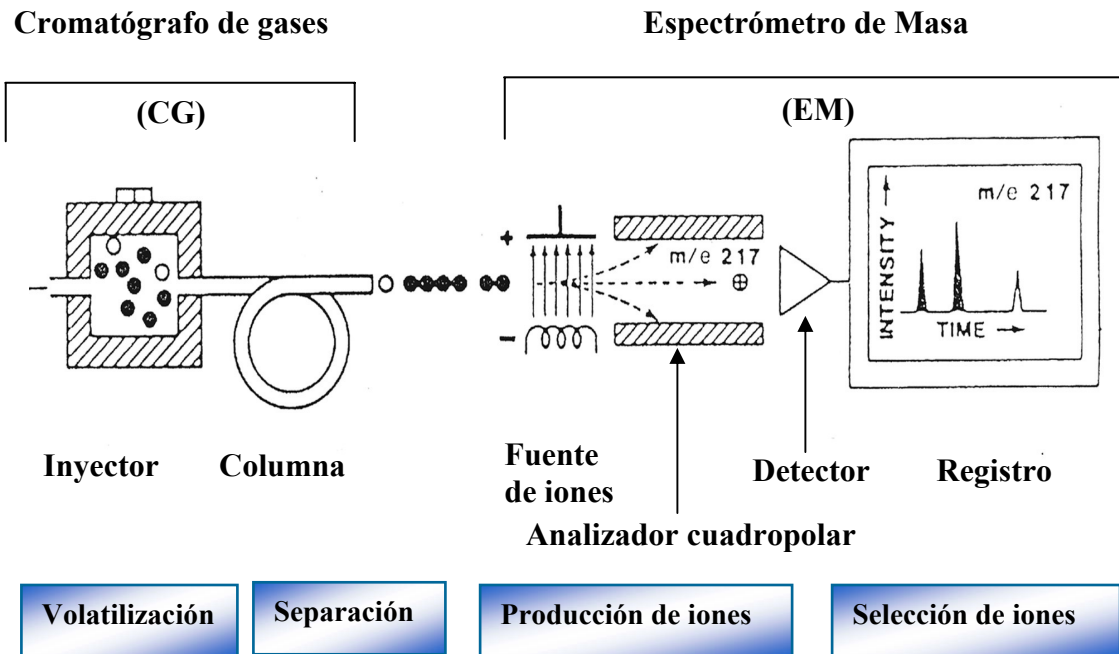 Cromatógrafo de gases
Espectrómetro de Masa
(CG)
(EM)
+
−
m/e 217
INTENSITY
m/e 217
TIME
Inyector
Columna
Fuente
de iones
Detector
Registro
Analizador cuadropolar
Volatilización
Separación
Producción de iones
Selección de iones